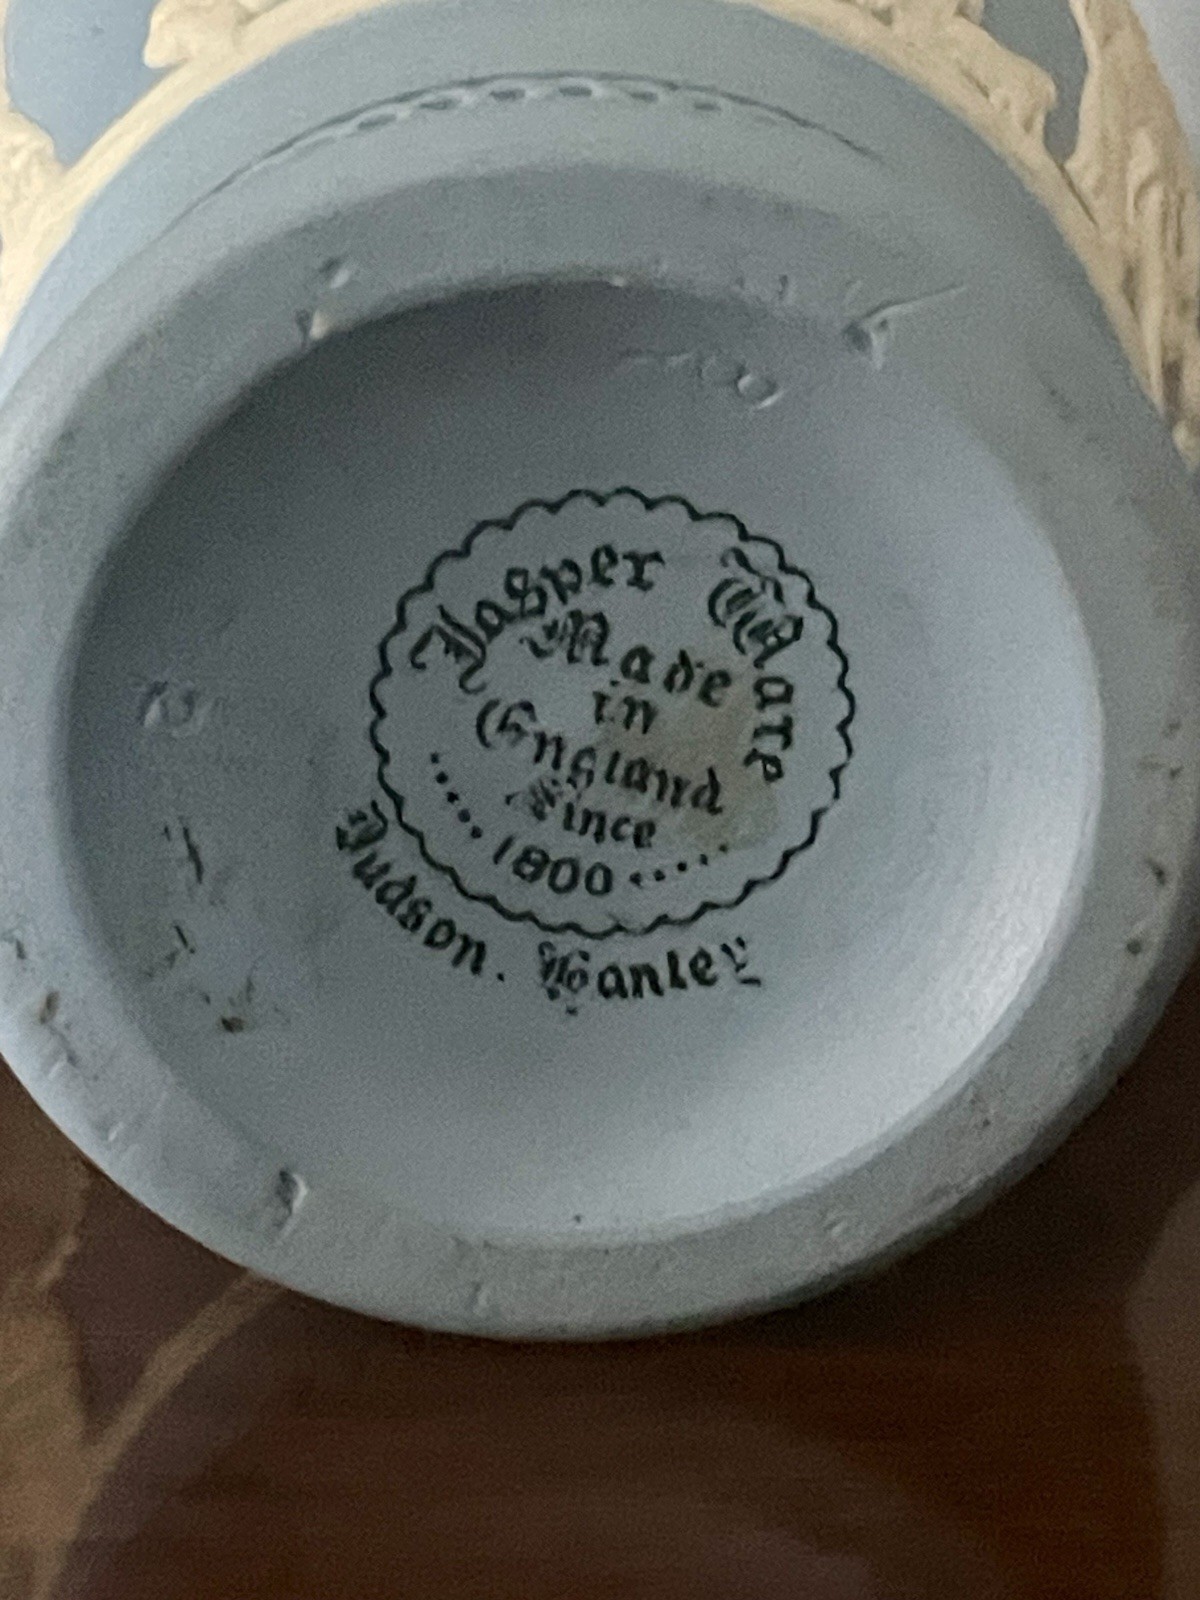 Jasper Ware
Made
in
England
Since
..... 1800 .....
Dudson. Hanley